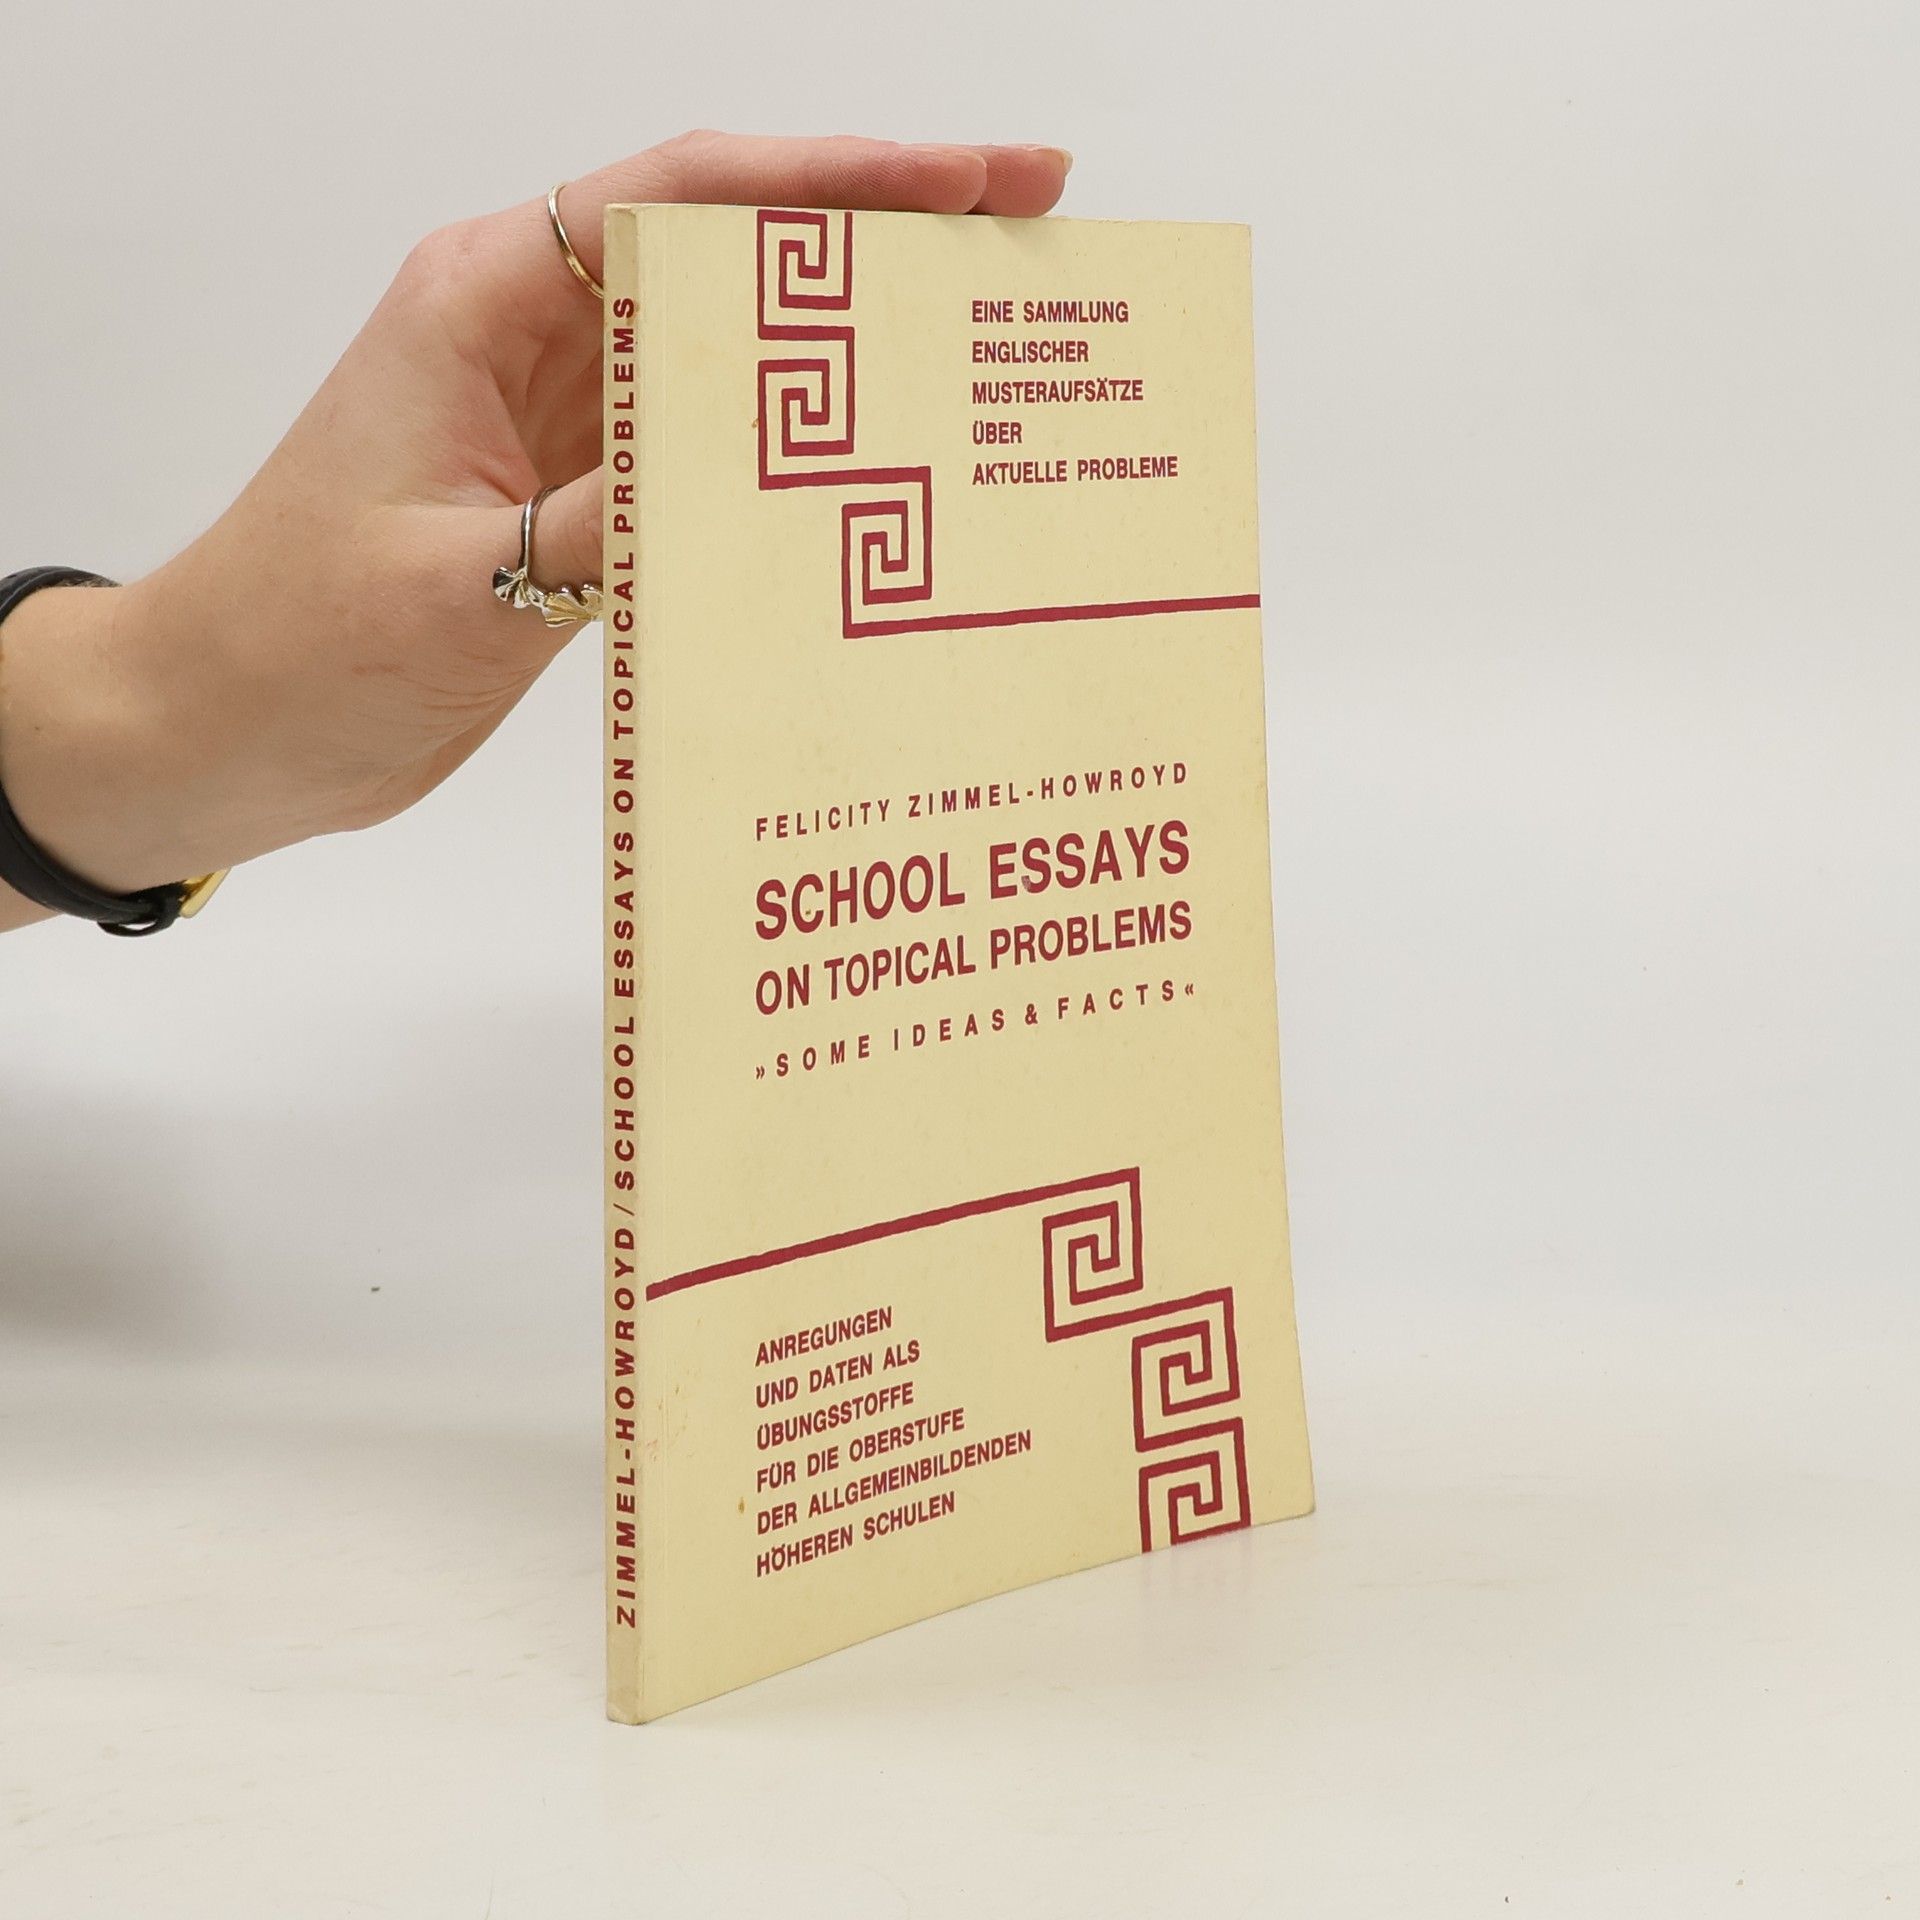 ZIMMEL-HOWROYD/SCHOOL ESSAYS ON TOPICAL PROBLEMS
EINE SAMMLUNG
ENGLISCHER
MUSTERAUFSÄTZE
ÜBER
AKTUELLE PROBLEME
FELICITY ZIMMEL-HOWROYD
SCHOOL ESSAYS
ON TOPICAL PROBLEMS
»SOME IDEAS & FACTS«
ANREGUNGEN
UND DATEN ALS
ÜBUNGSSTOFFE
FÜR DIE OBERSTUFE
DER ALLGEMEINBILDENDEN
HÖHEREN SCHULEN